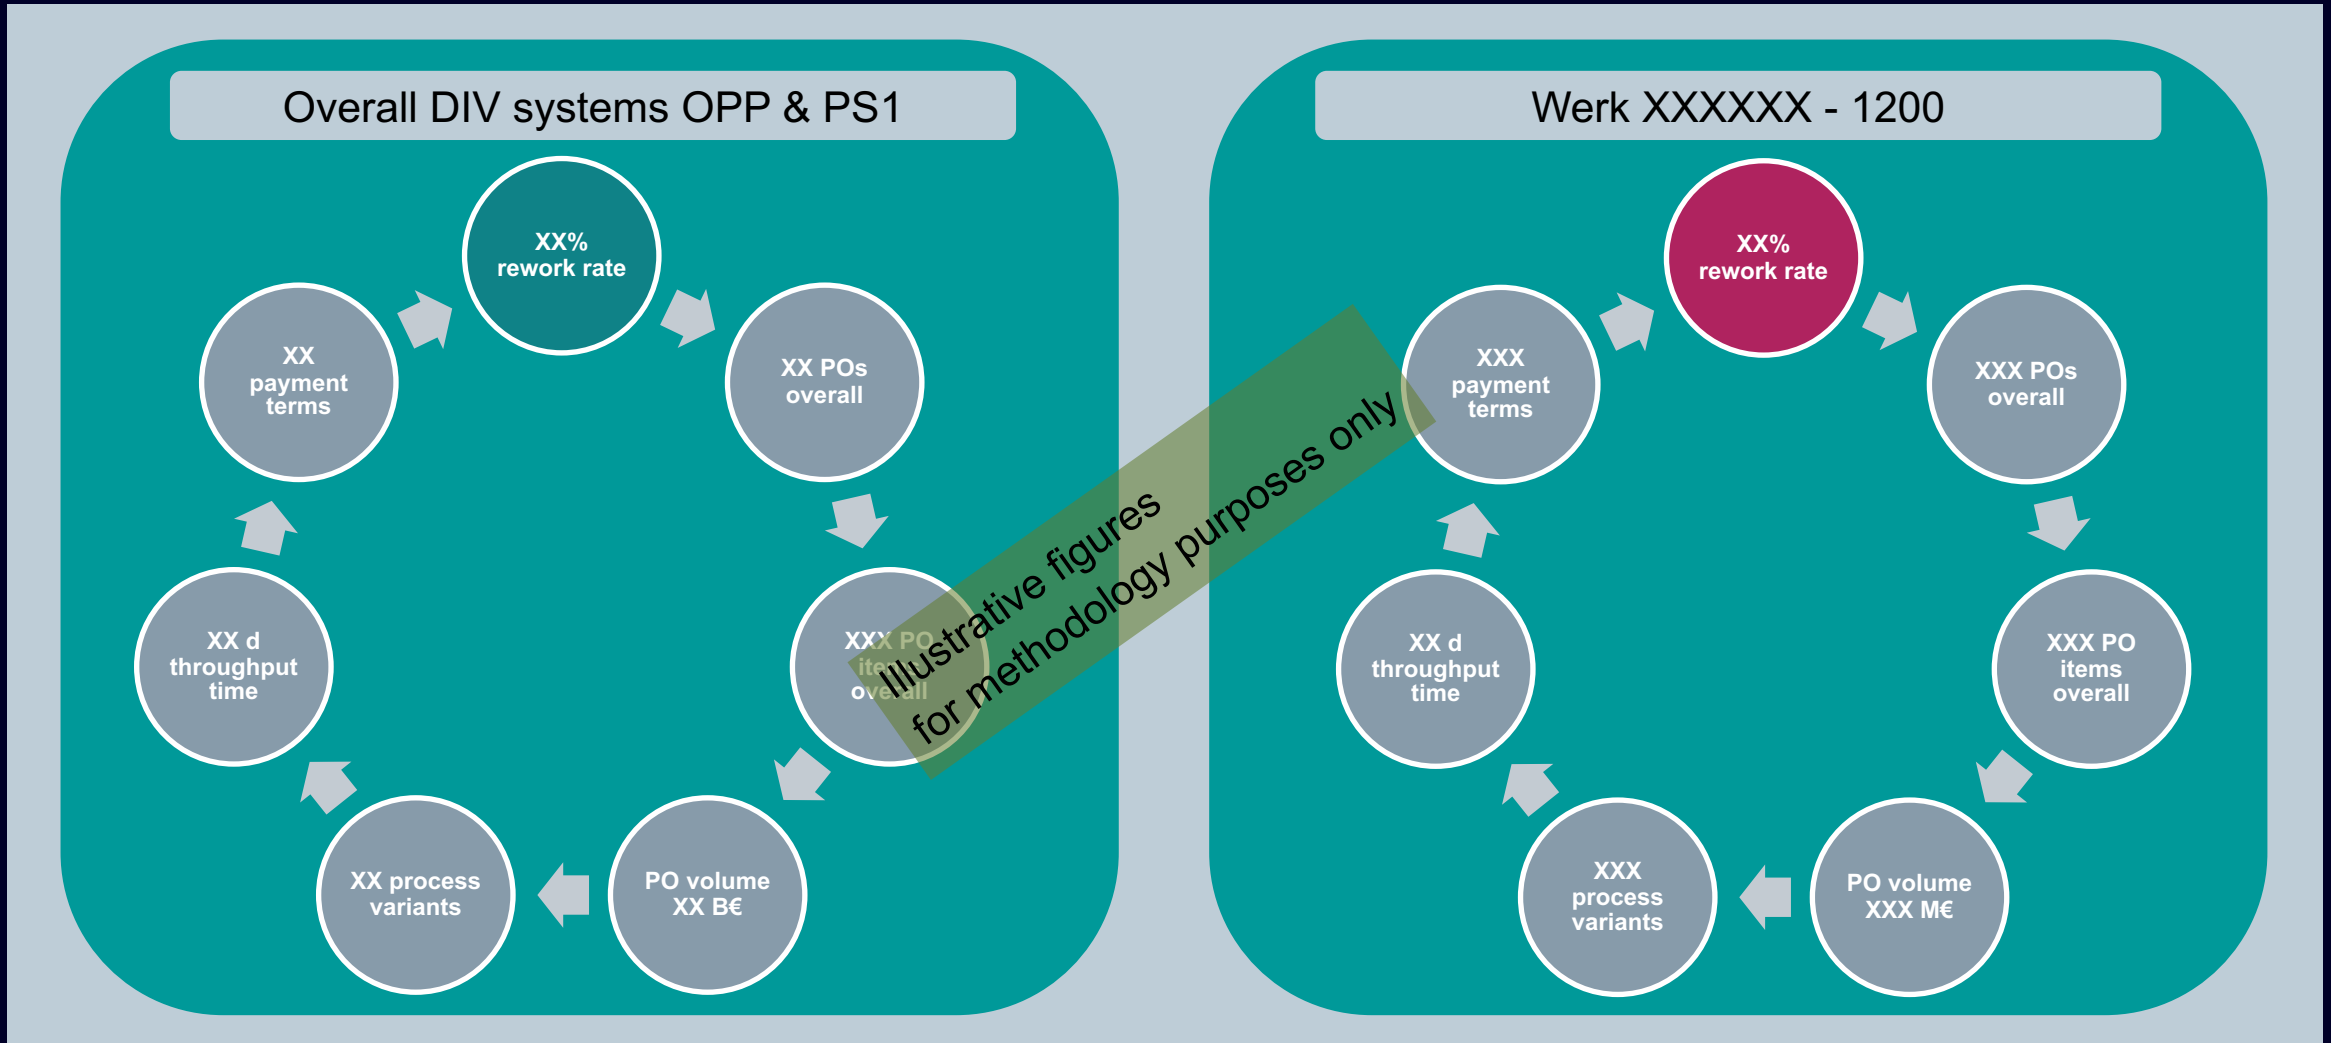 Overall DIV systems OPP & PS1
XX%
rework rate
XX POs
overall
XXX PO
items
overall
PO volume
XX B€
XX process
variants
XX d
throughput
time
XX
payment
terms
Illustrative figures
for methodology purposes only
Werk XXXXXX - 1200
XX%
rework rate
XXX POs
overall
XXX PO
items
overall
PO volume
XXX M€
XXX
process
variants
XX d
throughput
time
XXX
payment
terms